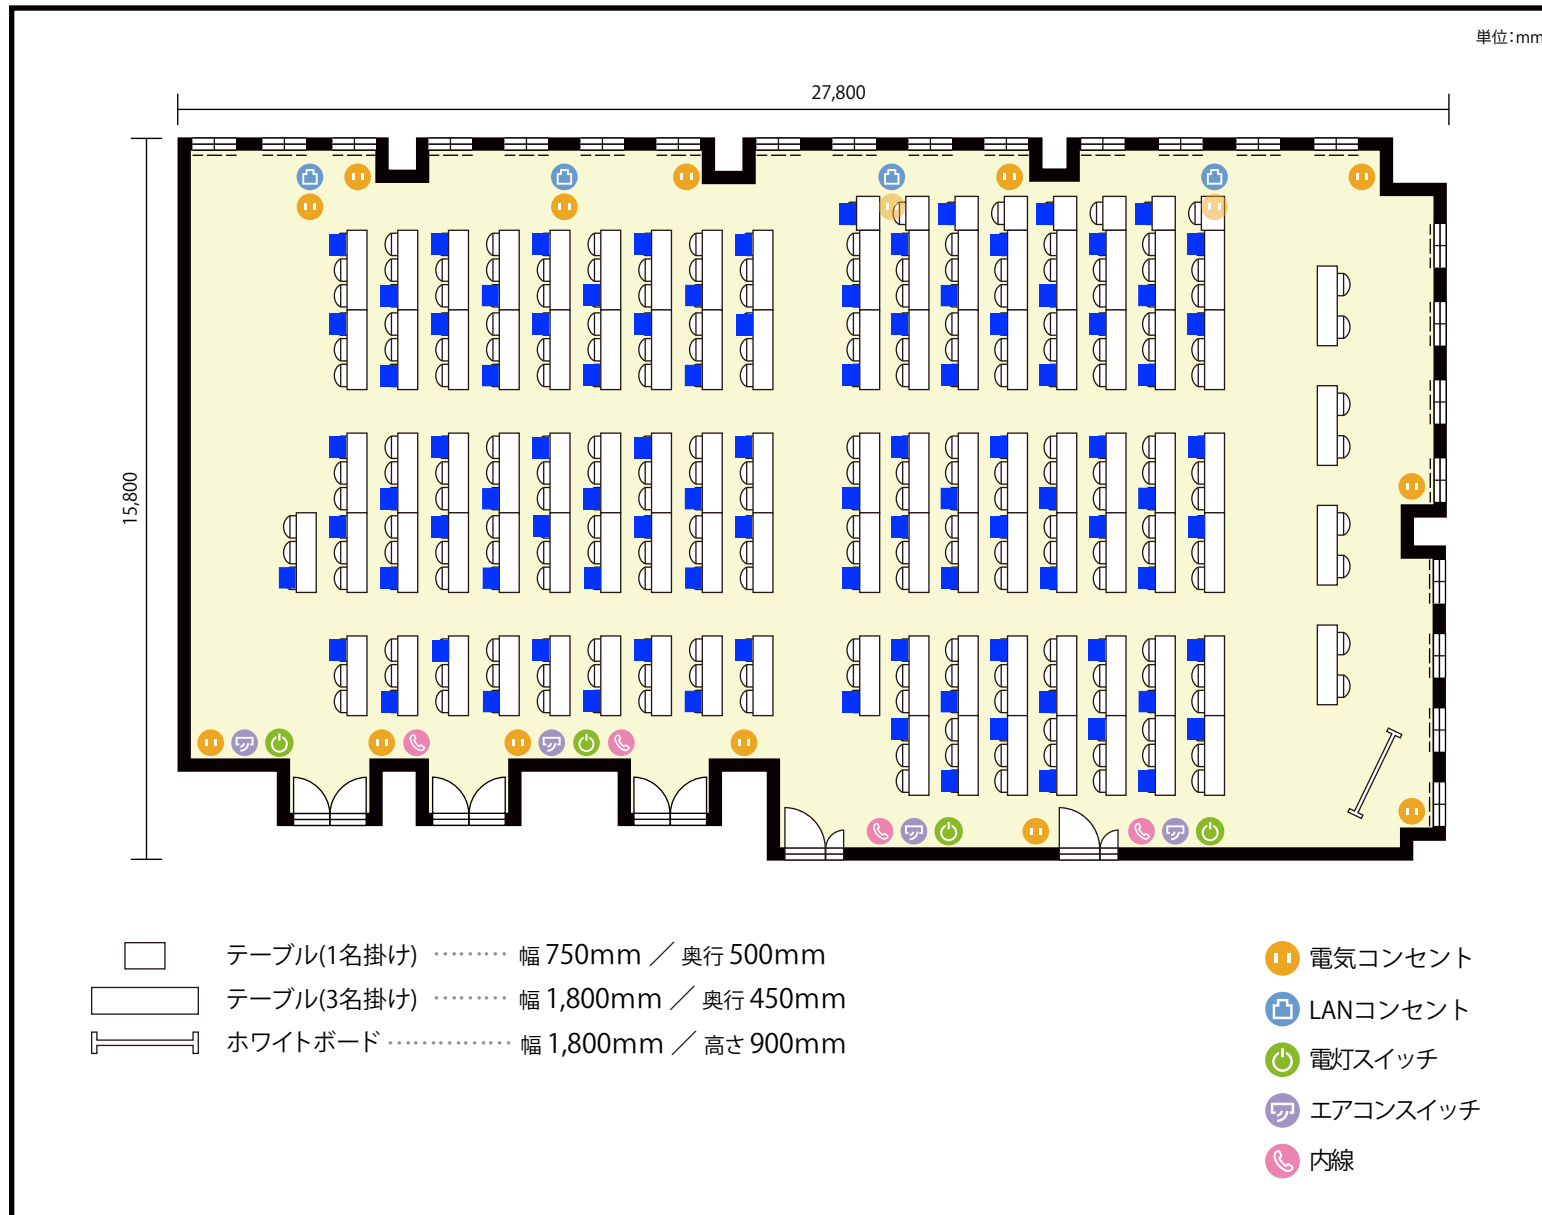 単位:mm
27,800
15,800
テーブル(1名掛け) ⋯⋯⋯ 幅 750mm ／ 奥行 500mm
テーブル(3名掛け) ⋯⋯⋯ 幅 1,800mm ／ 奥行 450mm
ホワイトボード ⋯⋯⋯⋯⋯ 幅 1,800mm ／ 高さ 900mm
電気コンセント
LANコンセント
電灯スイッチ
エアコンスイッチ
内線